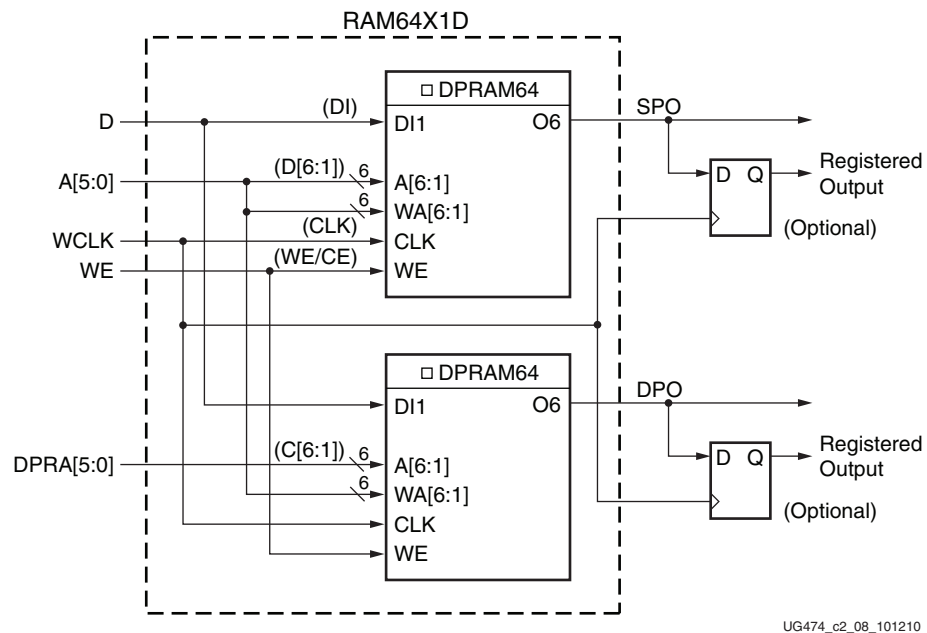 RAM64X1D
DPRAM64
D
(DI)
DI1
O6
SPO
A[5:0]
(D[6:1])
6
A[6:1]
6
WA[6:1]
WCLK
(CLK)
CLK
WE
(WE/CE)
WE
D Q
Registered
Output
(Optional)
DPRAM64
DI1
O6
DPO
DPRA[5:0]
(C[6:1])
6
A[6:1]
6
WA[6:1]
CLK
WE
D Q
Registered
Output
(Optional)
UG474_c2_08_101210